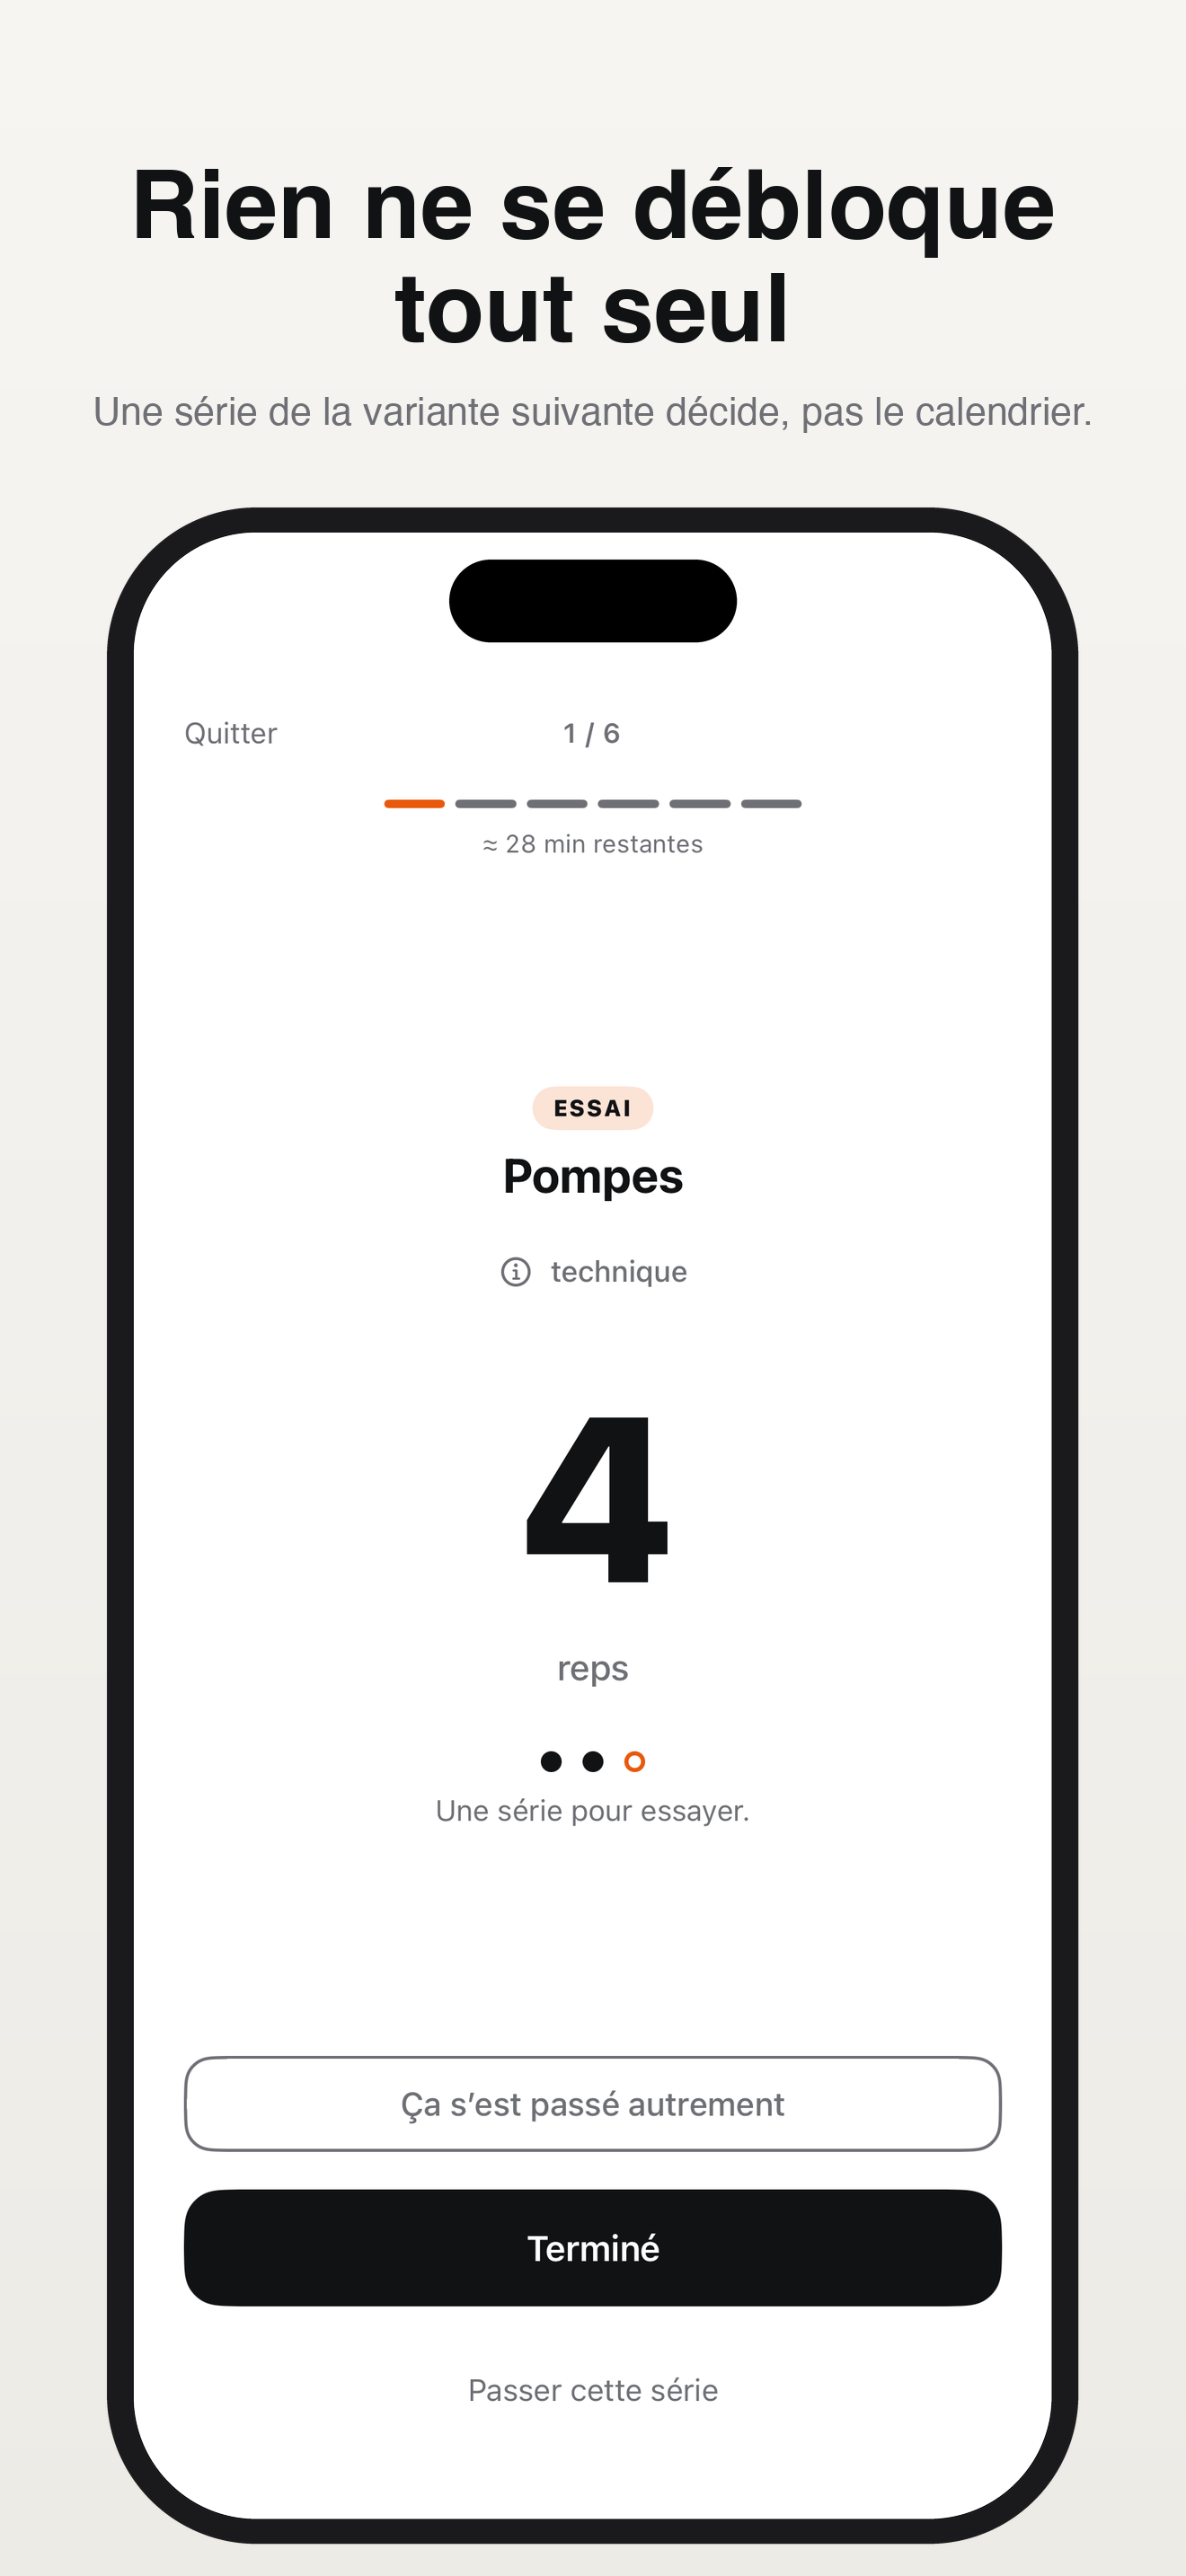 Rien ne se débloque
tout seul
Une série de la variante suivante décide, pas le calendrier.
Quitter
1 / 6
≈ 28 min restantes
ESSAI
Pompes
technique
4
reps
Une série pour essayer.
Ça s’est passé autrement
Terminé
Passer cette série